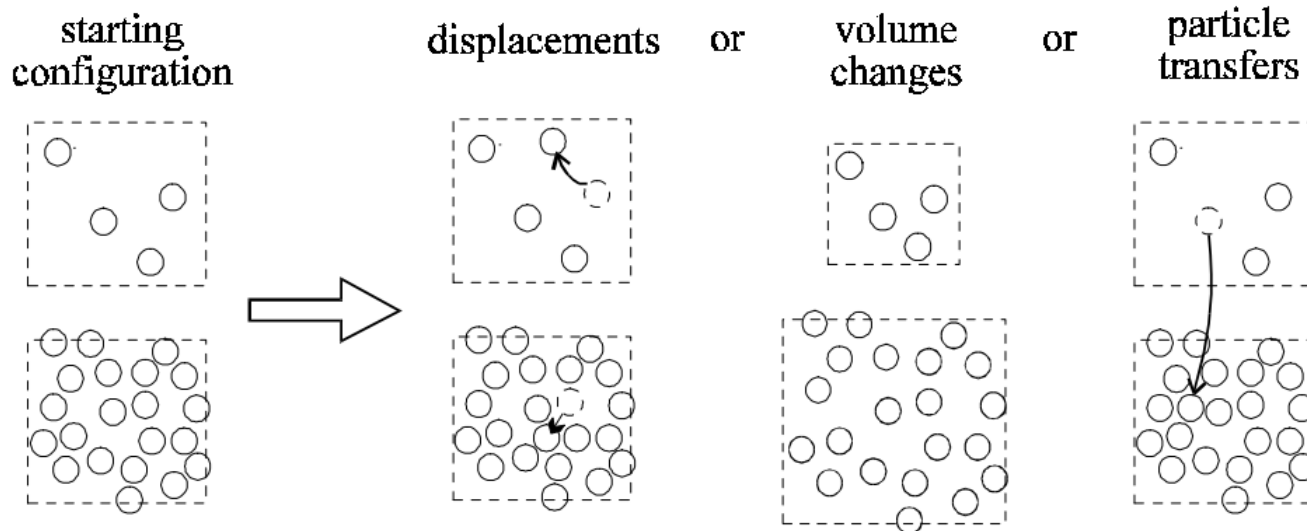 starting
configuration
displacements
or
volume
changes
or
particle
transfers